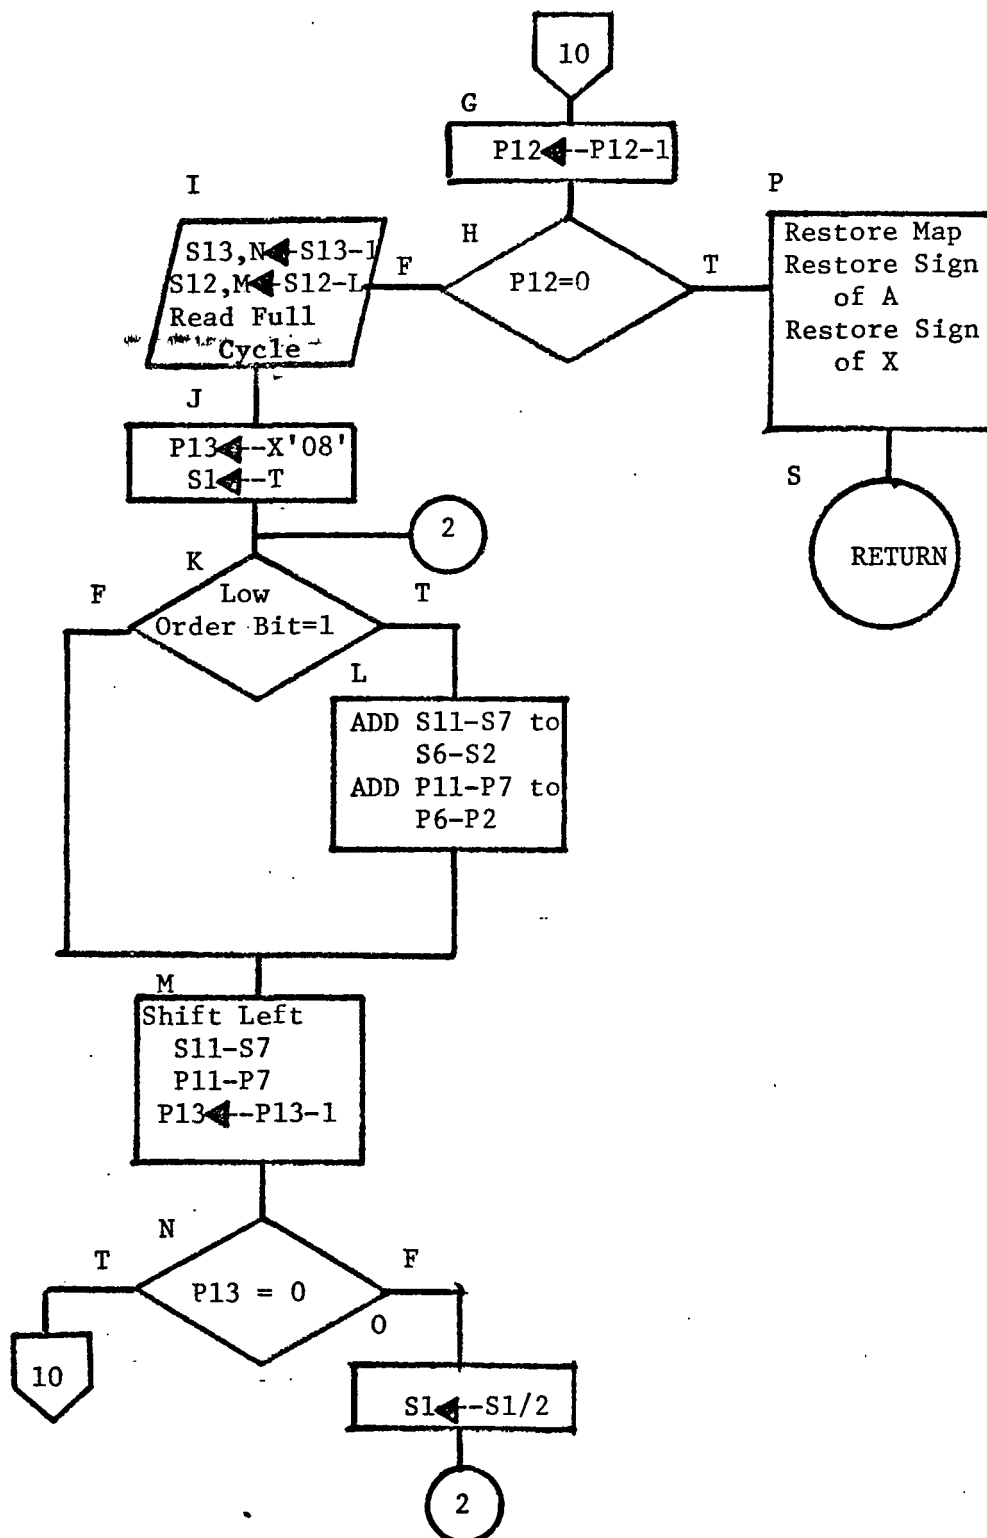 10
G
P12◄--P12-1
H
P12=0
F
T
P
Restore Map
Restore Sign
of A
Restore Sign
of X
S
RETURN
I
S13,N◄-S13-1
S12,M◄-S12-L
Read Full
Cycle
J
P13◄--X'08'
S1◄--T
2
K
F
Low
Order Bit=1
T
L
ADD S11-S7 to
S6-S2
ADD P11-P7 to
P6-P2
M
Shift Left
S11-S7
P11-P7
P13◄--P13-1
N
T
P13 = 0
F
10
O
S1◄--S1/2
2